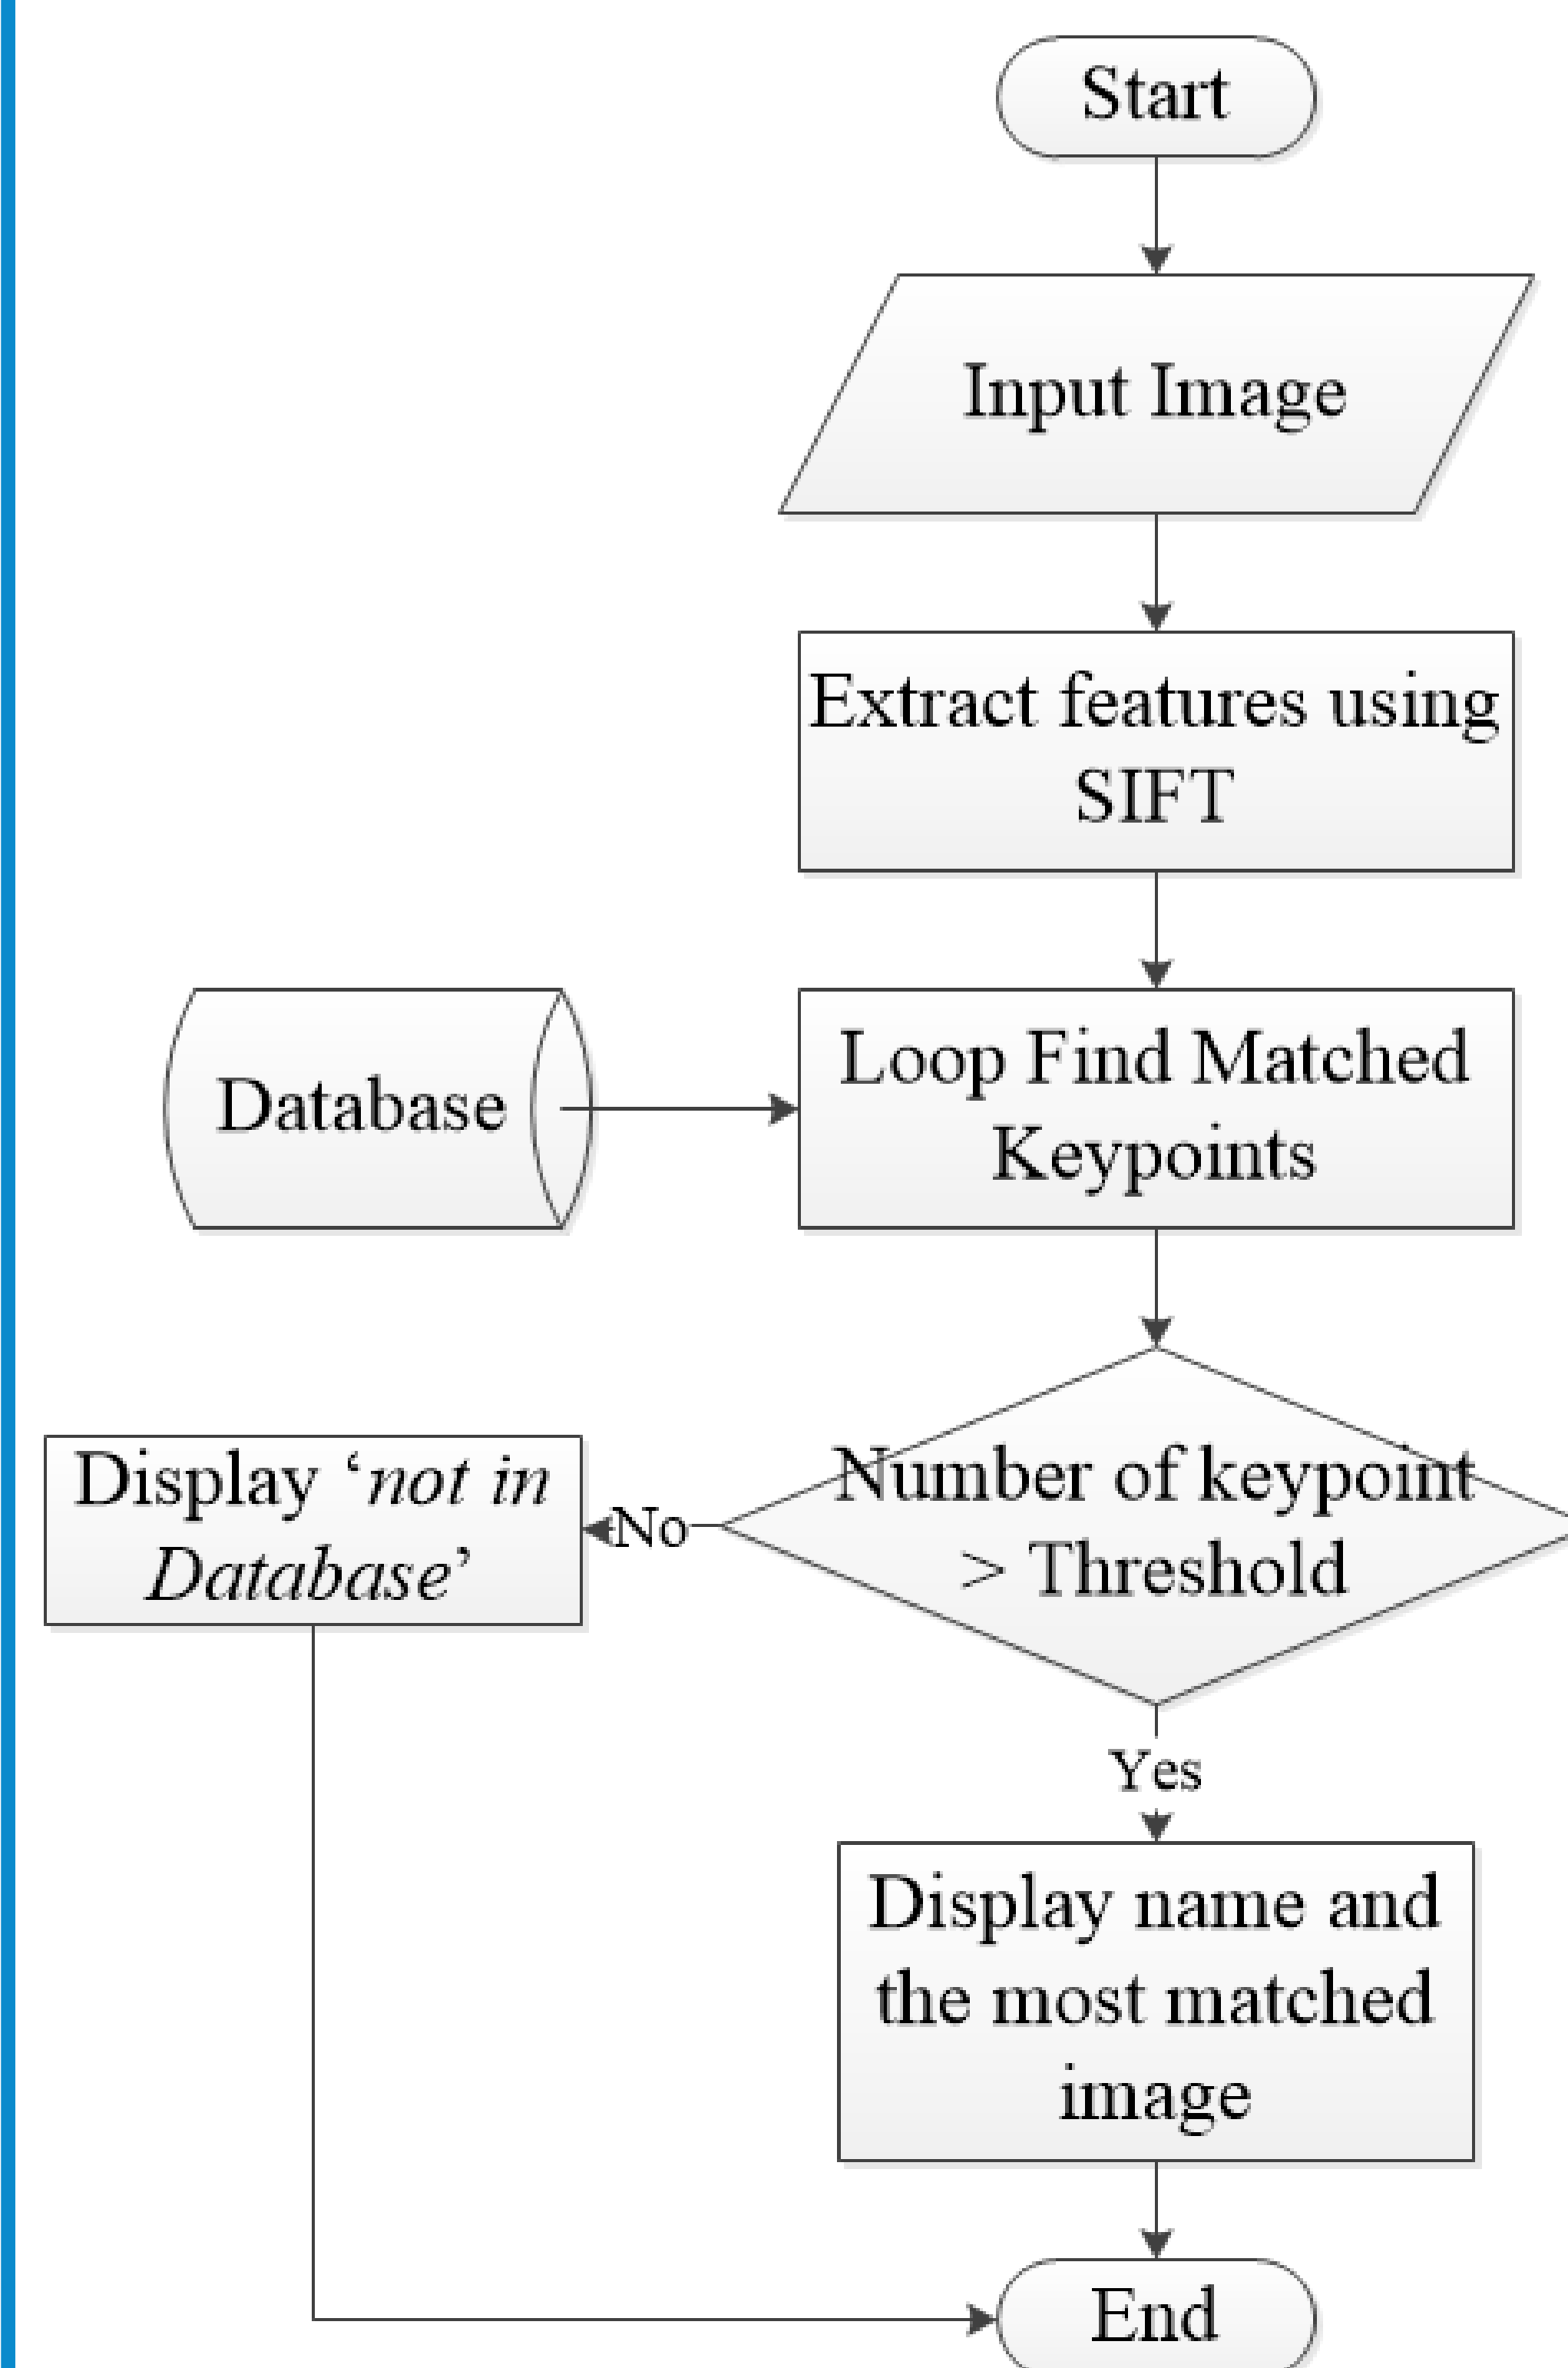 Start
Input Image
Extract features using
SIFT
Database
Loop Find Matched
Keypoints
Number of keypoint
> Threshold
No
Display ‘not in
Database’
Yes
Display name and
the most matched
image
End